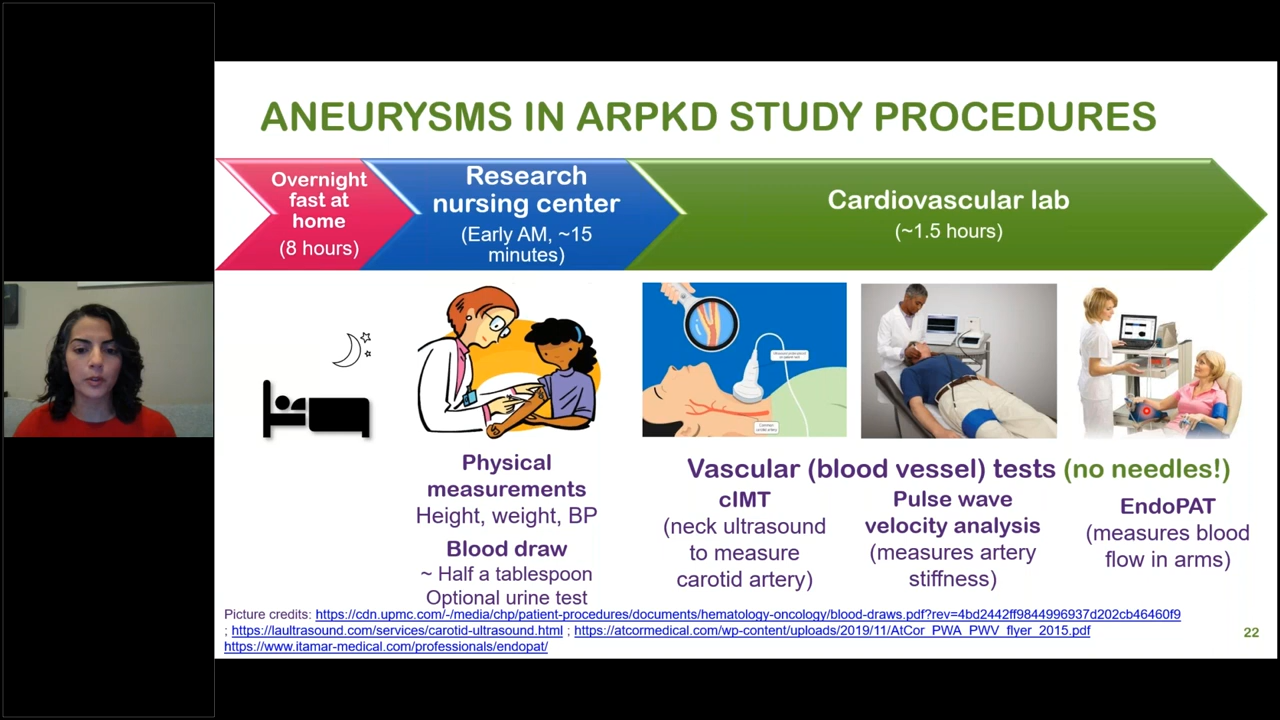 ANEURYSMS IN ARPKD STUDY PROCEDURES
Overnight
fast at
home
(8 hours)
Research
nursing center
(Early AM, ~15
minutes)
Cardiovascular lab
(~1.5 hours)
Physical
measurements
Height, weight, BP
Blood draw
~ Half a tablespoon
Optional urine test
Vascular (blood vessel) tests (no needles!)
cIMT
(neck ultrasound
to measure
carotid artery)
Pulse wave
velocity analysis
(measures artery
stiffness)
EndoPAT
(measures blood
flow in arms)
Picture credits: https://cdn.upmc.com/-/media/chp/patient-procedures/documents/hematology-oncology/blood-draws.pdf?rev=4bd2442ff9844996937d202cb46460f9
; https://laultrasound.com/services/carotid-ultrasound.html ; https://atcormedical.com/wp-content/uploads/2019/11/AtCor_PWA_PWV_flyer_2015.pdf
https://www.itamar-medical.com/professionals/endopat/
22